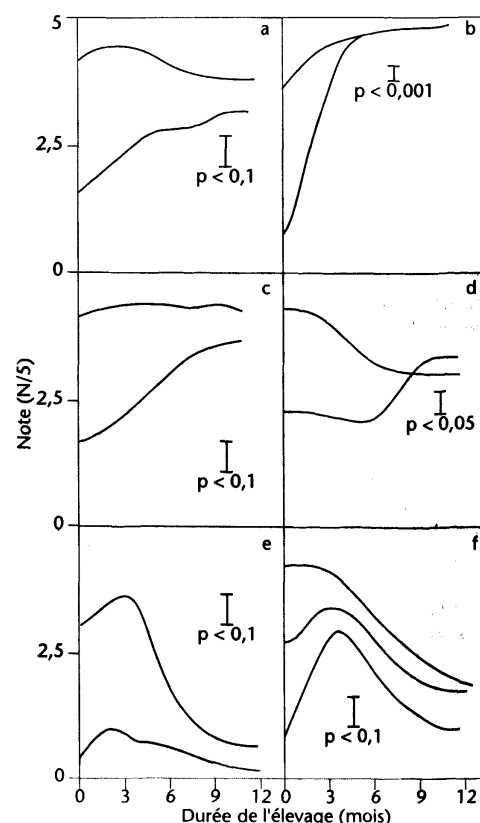 5
a
b
p < 0,001
2,5
p < 0,1
0
c
d
Note (N/5)
2,5
p < 0,05
p < 0,1
0
e
f
p < 0,1
2,5
p < 0,1
0
0 3 6 9 12 0 3 6 9 12
Durée de l'élevage (mois)